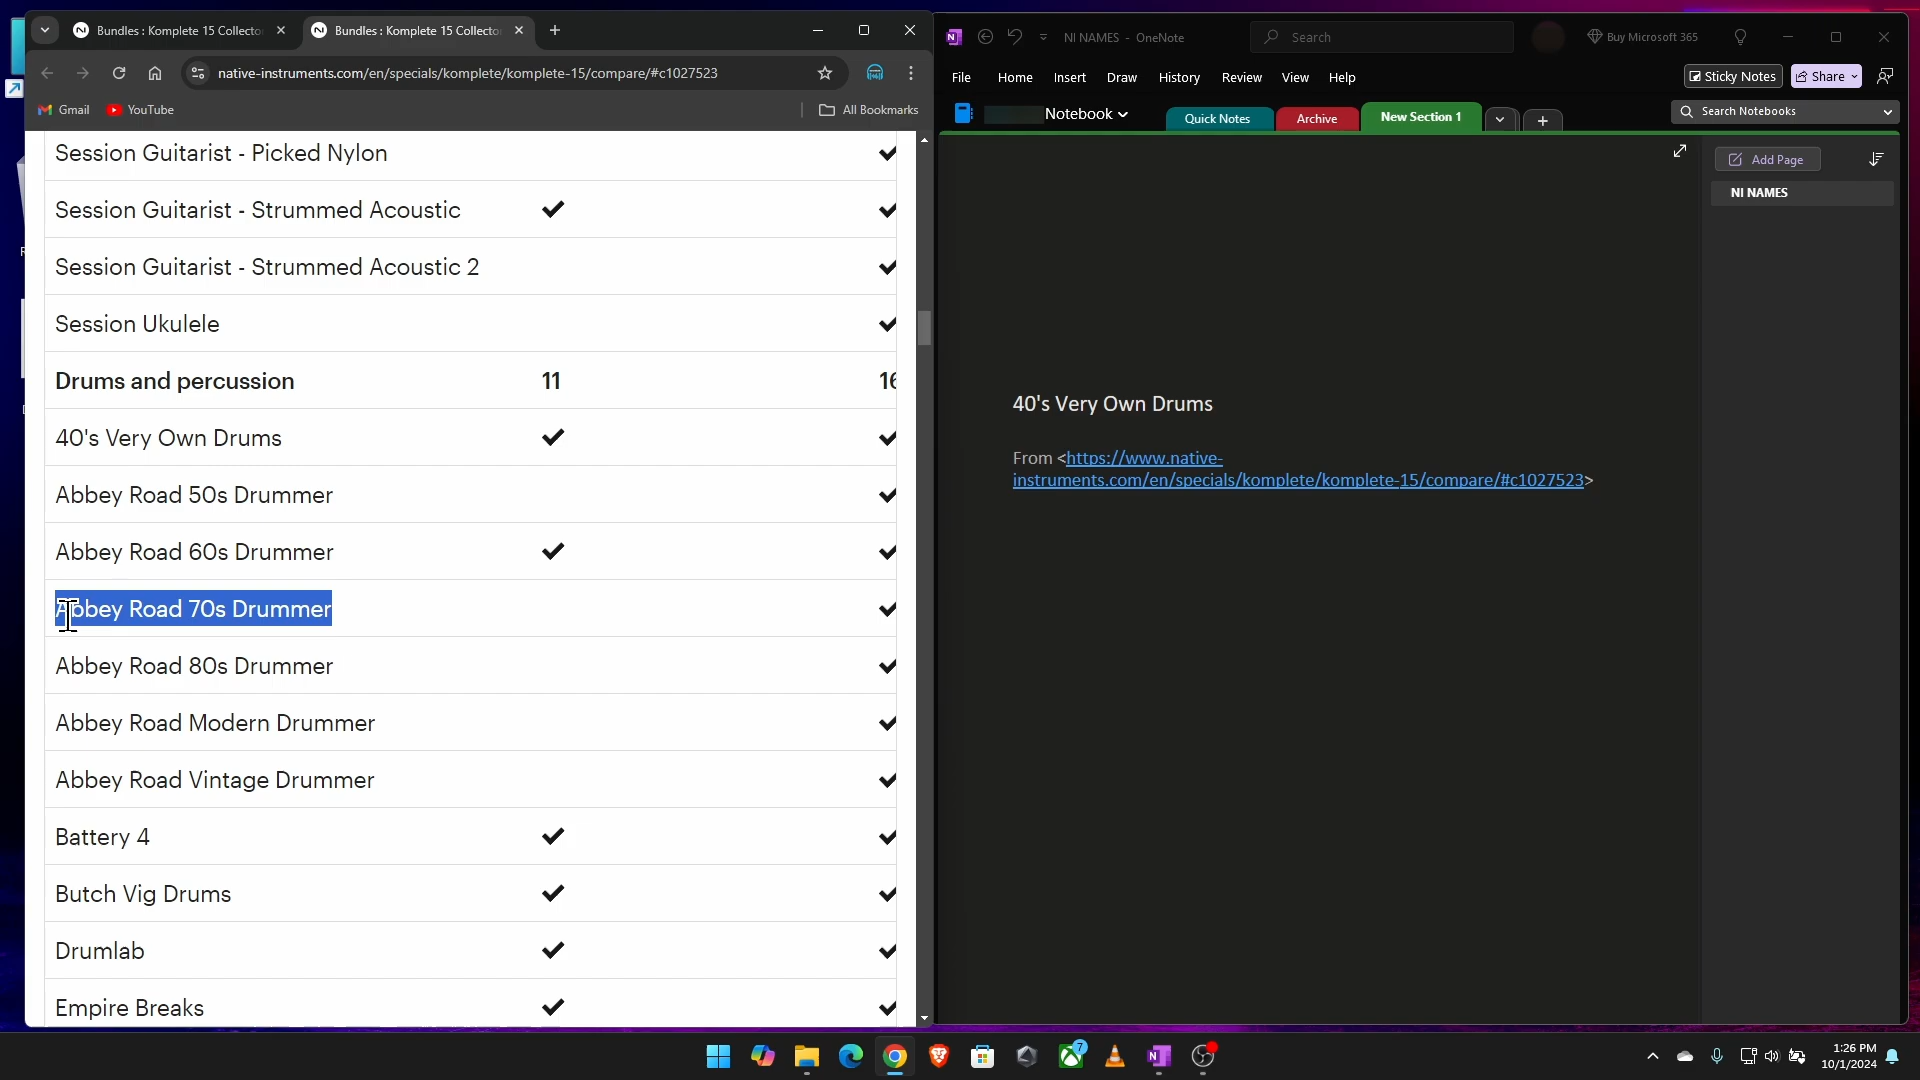 Bundles : Komplete 15 Collecto
Bundles : Komplete 15 Collecto
native-instruments.com/en/specials/komplete/komplete-15/compare/#c1027523
Gmail
YouTube
All Bookmarks
Session Guitarist - Picked Nylon
Session Guitarist - Strummed Acoustic
Session Guitarist - Strummed Acoustic 2
Session Ukulele
Drums and percussion 11 16
40's Very Own Drums
Abbey Road 50s Drummer
Abbey Road 60s Drummer
Abbey Road 70s Drummer
Abbey Road 80s Drummer
Abbey Road Modern Drummer
Abbey Road Vintage Drummer
Battery 4
Butch Vig Drums
Drumlab
Empire Breaks
NI NAMES - OneNote
Search
Buy Microsoft 365
File Home Insert Draw History Review View Help
Sticky Notes
Share
Notebook
Quick Notes
Archive
New Section 1
Search Notebooks
Add Page
NI NAMES
40's Very Own Drums
From <https://www.native-
instruments.com/en/specials/komplete/komplete-15/compare/#c1027523>
7
1:26 PM
10/1/2024